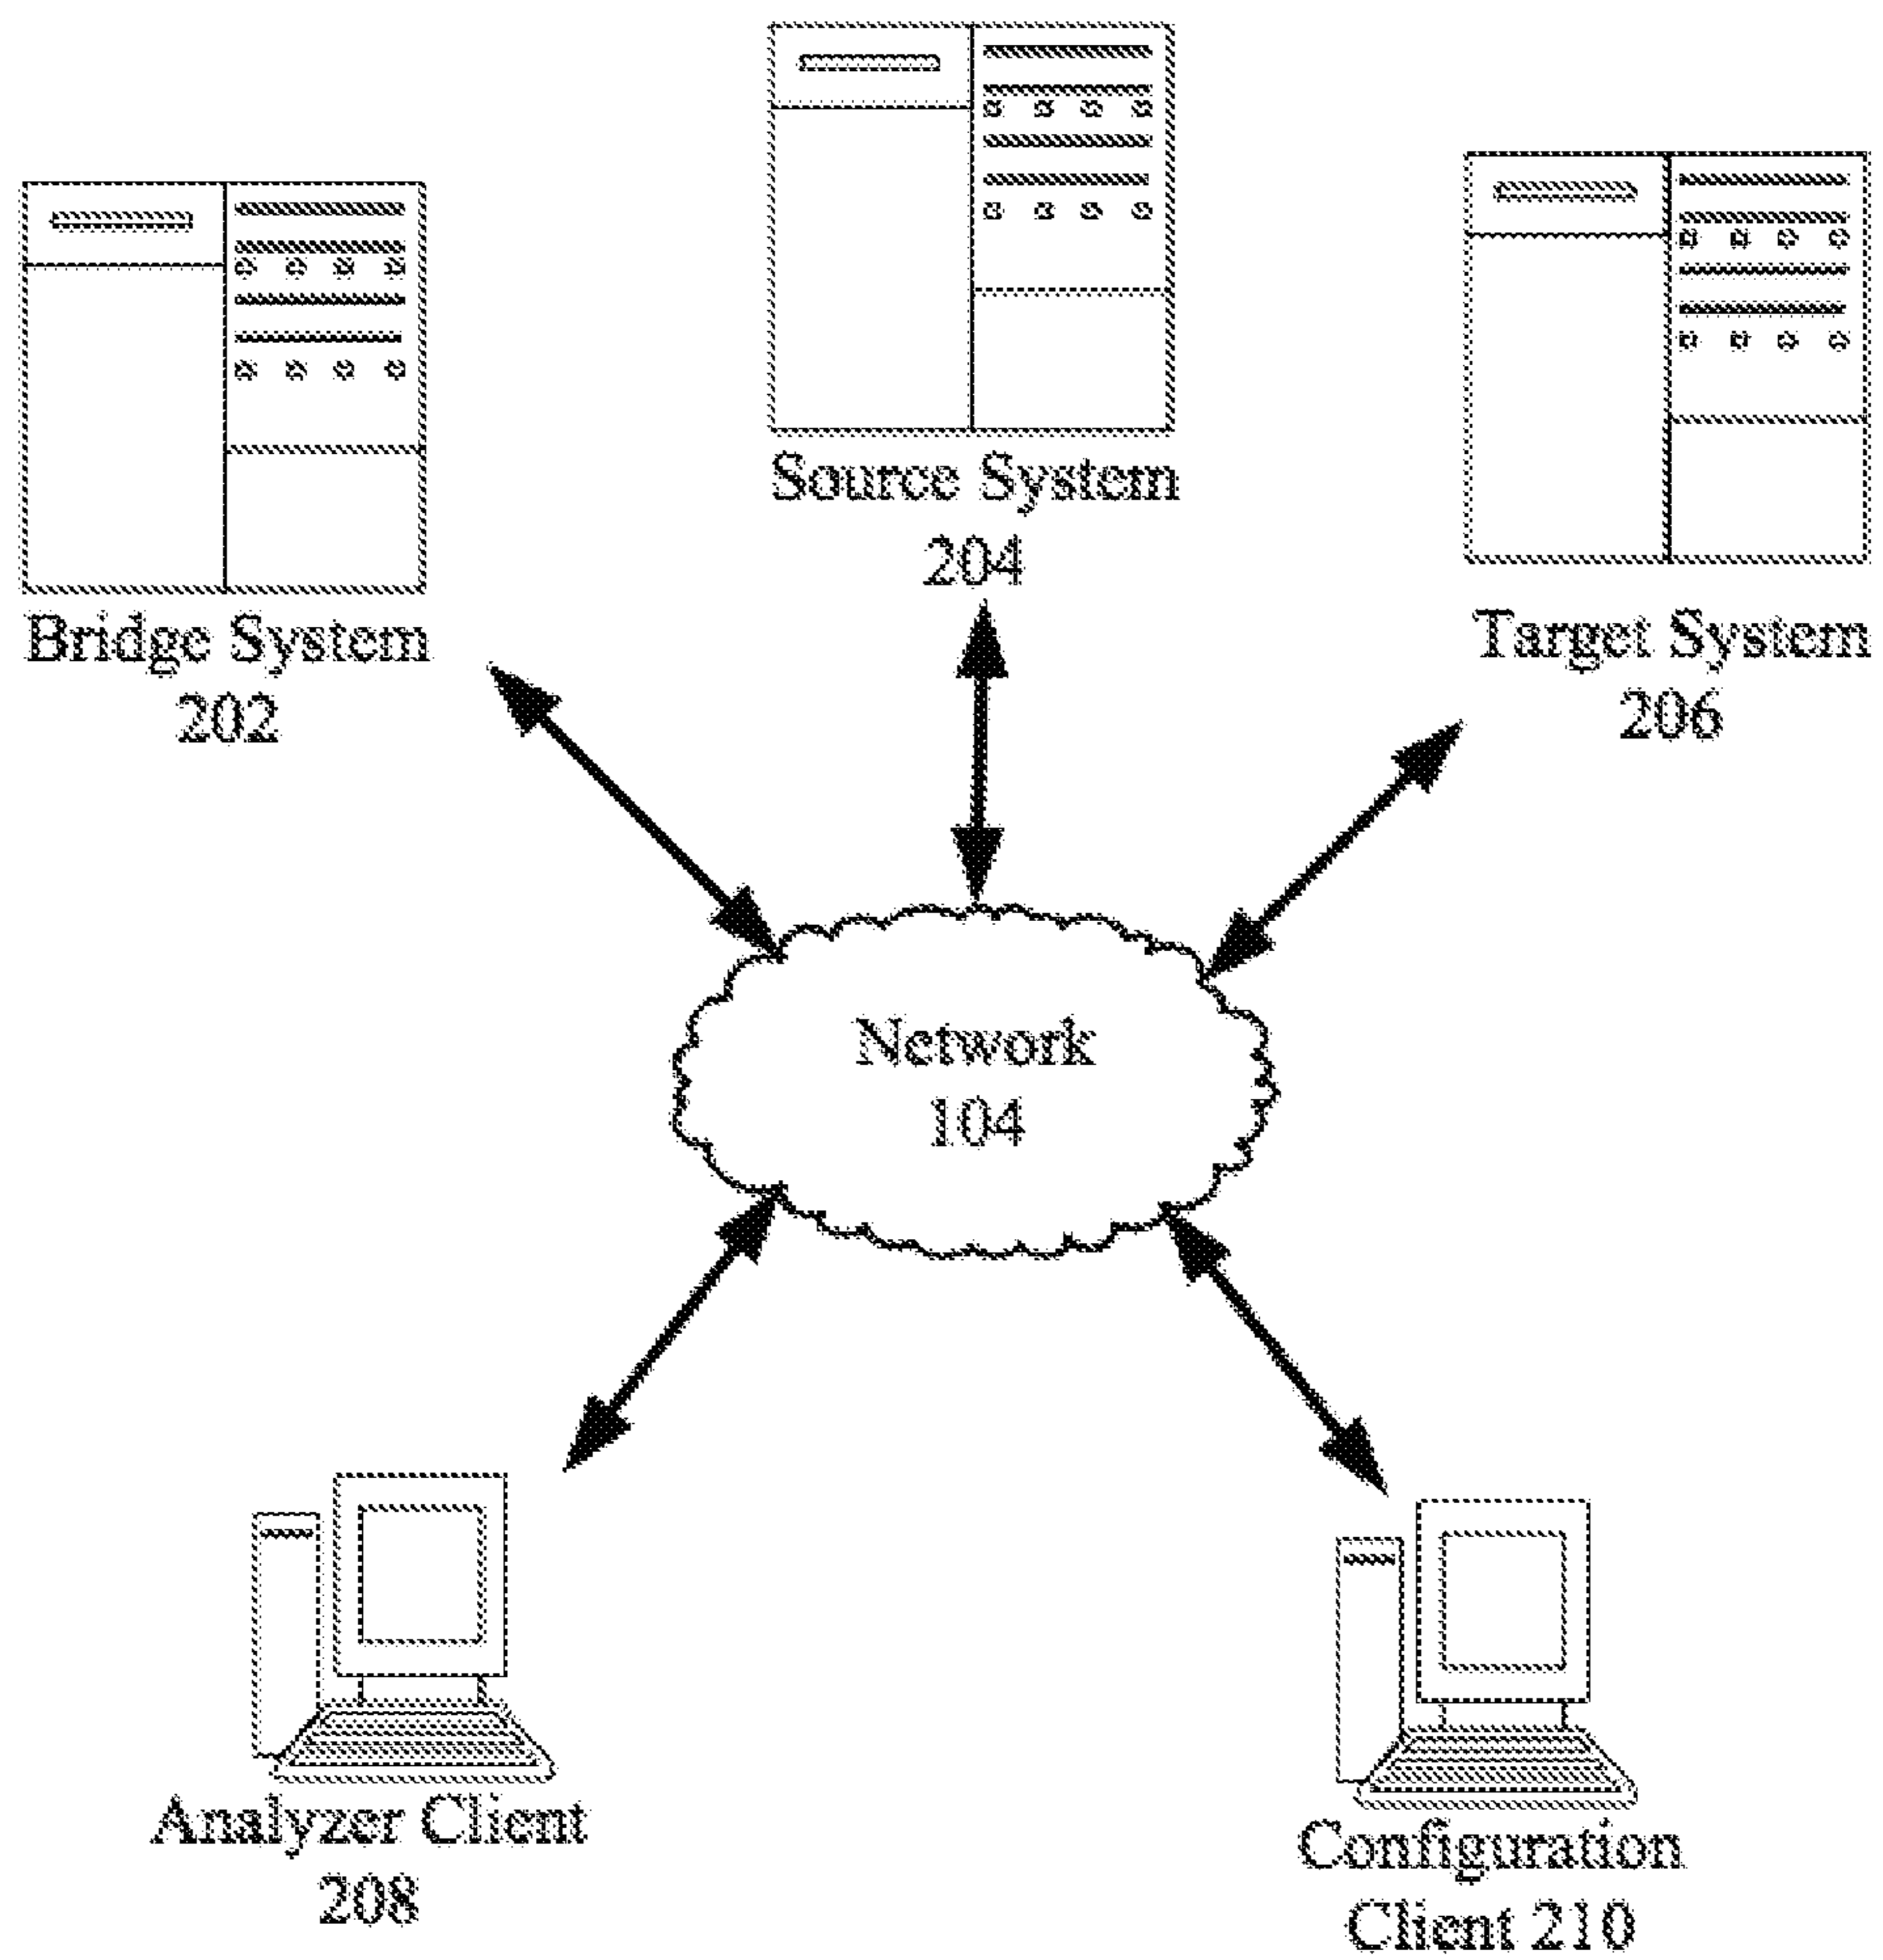 Source System
204
Bridge System
202
Target System
206
Network
104
Analyzer Client
208
Configuration
Client 210